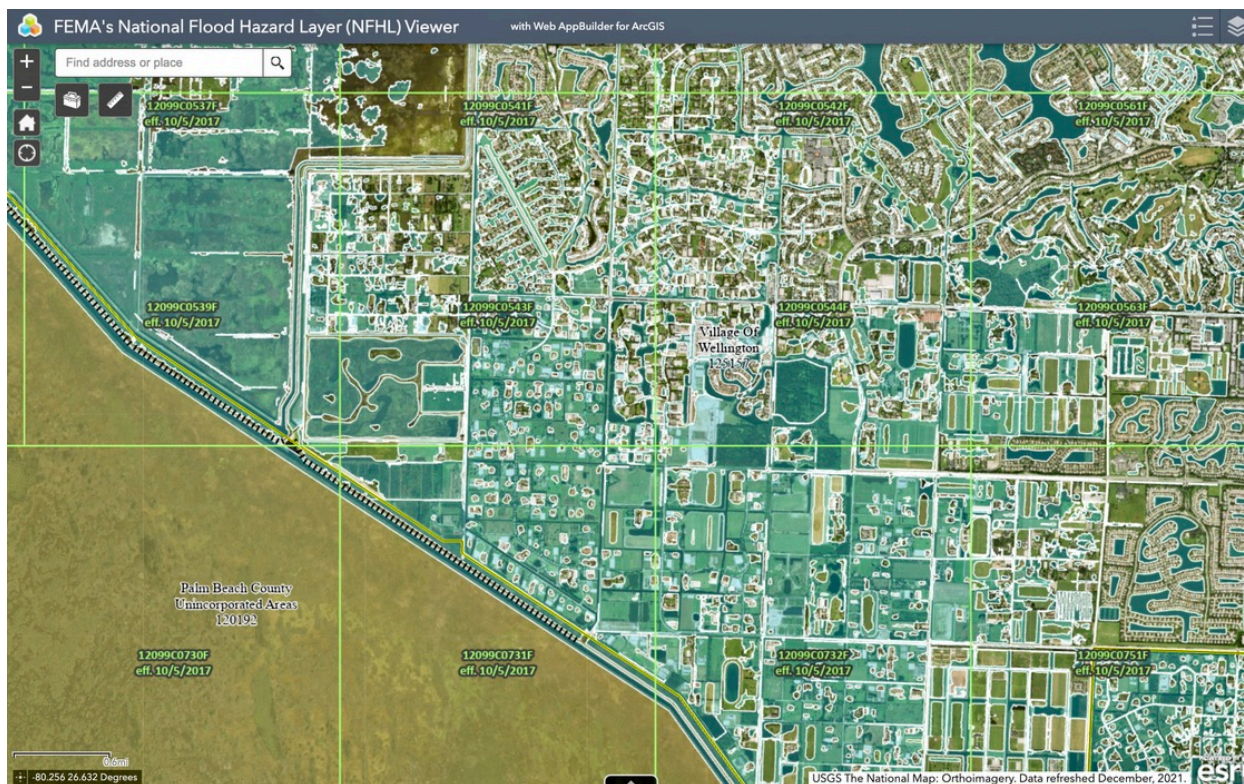 FEMA's National Flood Hazard Layer (NFHL) Viewer
with Web AppBuilder for ArcGIS
+
Find address or place
−
12099C0537F
eff. 10/5/2017
12099C0541F
eff. 10/5/2017
12099C0542F
eff. 10/5/2017
12099C0561F
eff. 10/5/2017
12099C0539F
eff. 10/5/2017
12099C0543F
eff. 10/5/2017
12099C0544F
eff. 10/5/2017
12099C0563F
eff. 10/5/2017
Village Of
Wellington
125157
Palm Beach County
Unincorporated Areas
120192
12099C0730F
eff. 10/5/2017
12099C0731F
eff. 10/5/2017
12099C0732F
eff. 10/5/2017
12099C0751F
eff. 10/5/2017
0.6mi
-80.256 26.632 Degrees
USGS The National Map: Orthoimagery. Data refreshed December, 2021.
esri